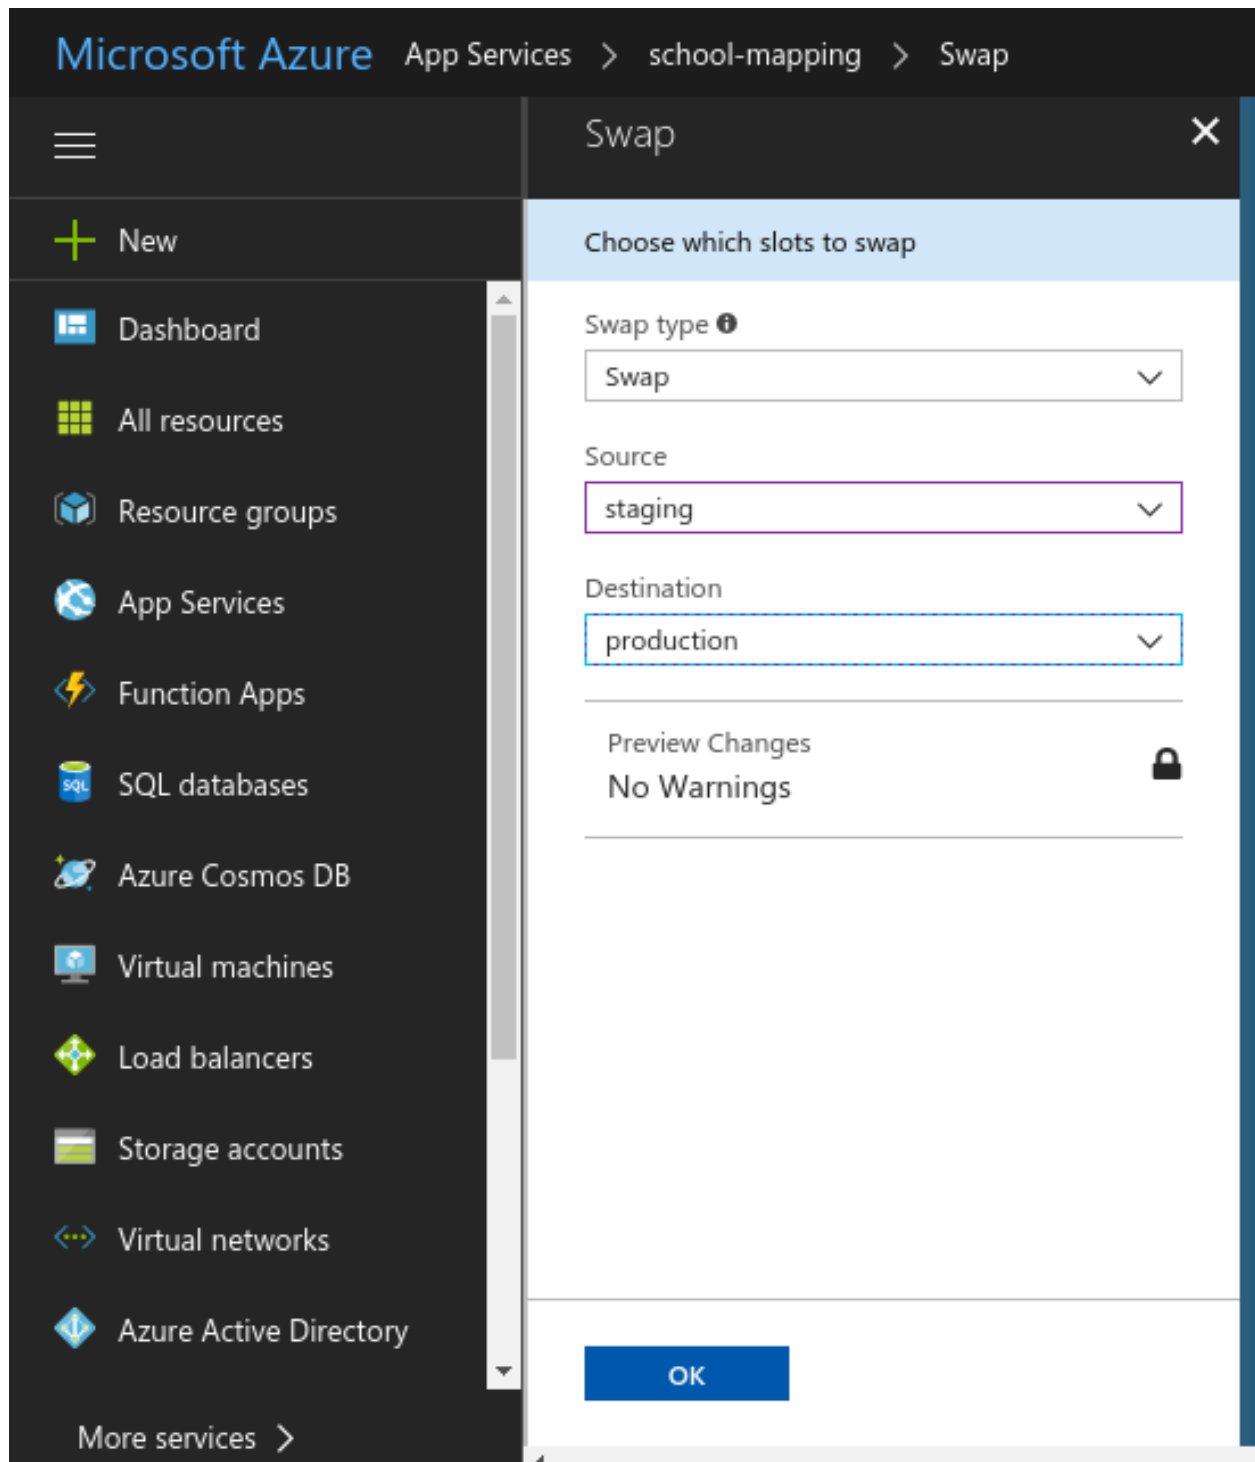 Microsoft Azure App Services > school-mapping > Swap
Swap
New
Choose which slots to swap
Dashboard
All resources
Resource groups
App Services
Function Apps
SQL databases
Azure Cosmos DB
Virtual machines
Load balancers
Storage accounts
Virtual networks
Azure Active Directory
More services >
Swap type
Swap
Source
staging
Destination
production
Preview Changes
No Warnings
OK